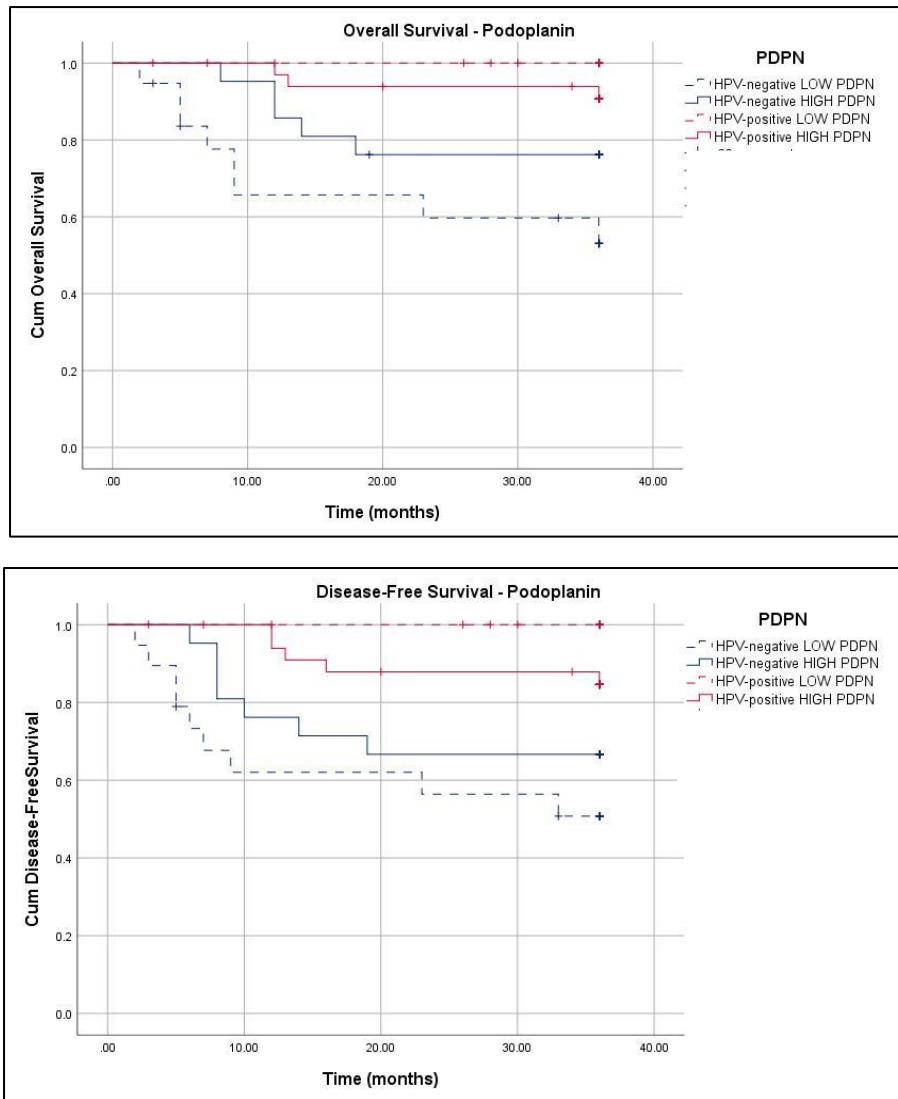 Overall Survival - Podoplanin
PDPN
HPV-negative LOW PDPN
HPV-negative HIGH PDPN
HPV-positive LOW PDPN
HPV-positive HIGH PDPN
1.0
0.8
0.6
0.4
0.2
0.0
Cum Overall Survival
.00 10.00 20.00 30.00 40.00
Time (months)
Disease-Free Survival - Podoplanin
PDPN
HPV-negative LOW PDPN
HPV-negative HIGH PDPN
HPV-positive LOW PDPN
HPV-positive HIGH PDPN
1.0
0.8
0.6
0.4
0.2
0.0
Cum Disease-FreeSurvival
.00 10.00 20.00 30.00 40.00
Time (months)